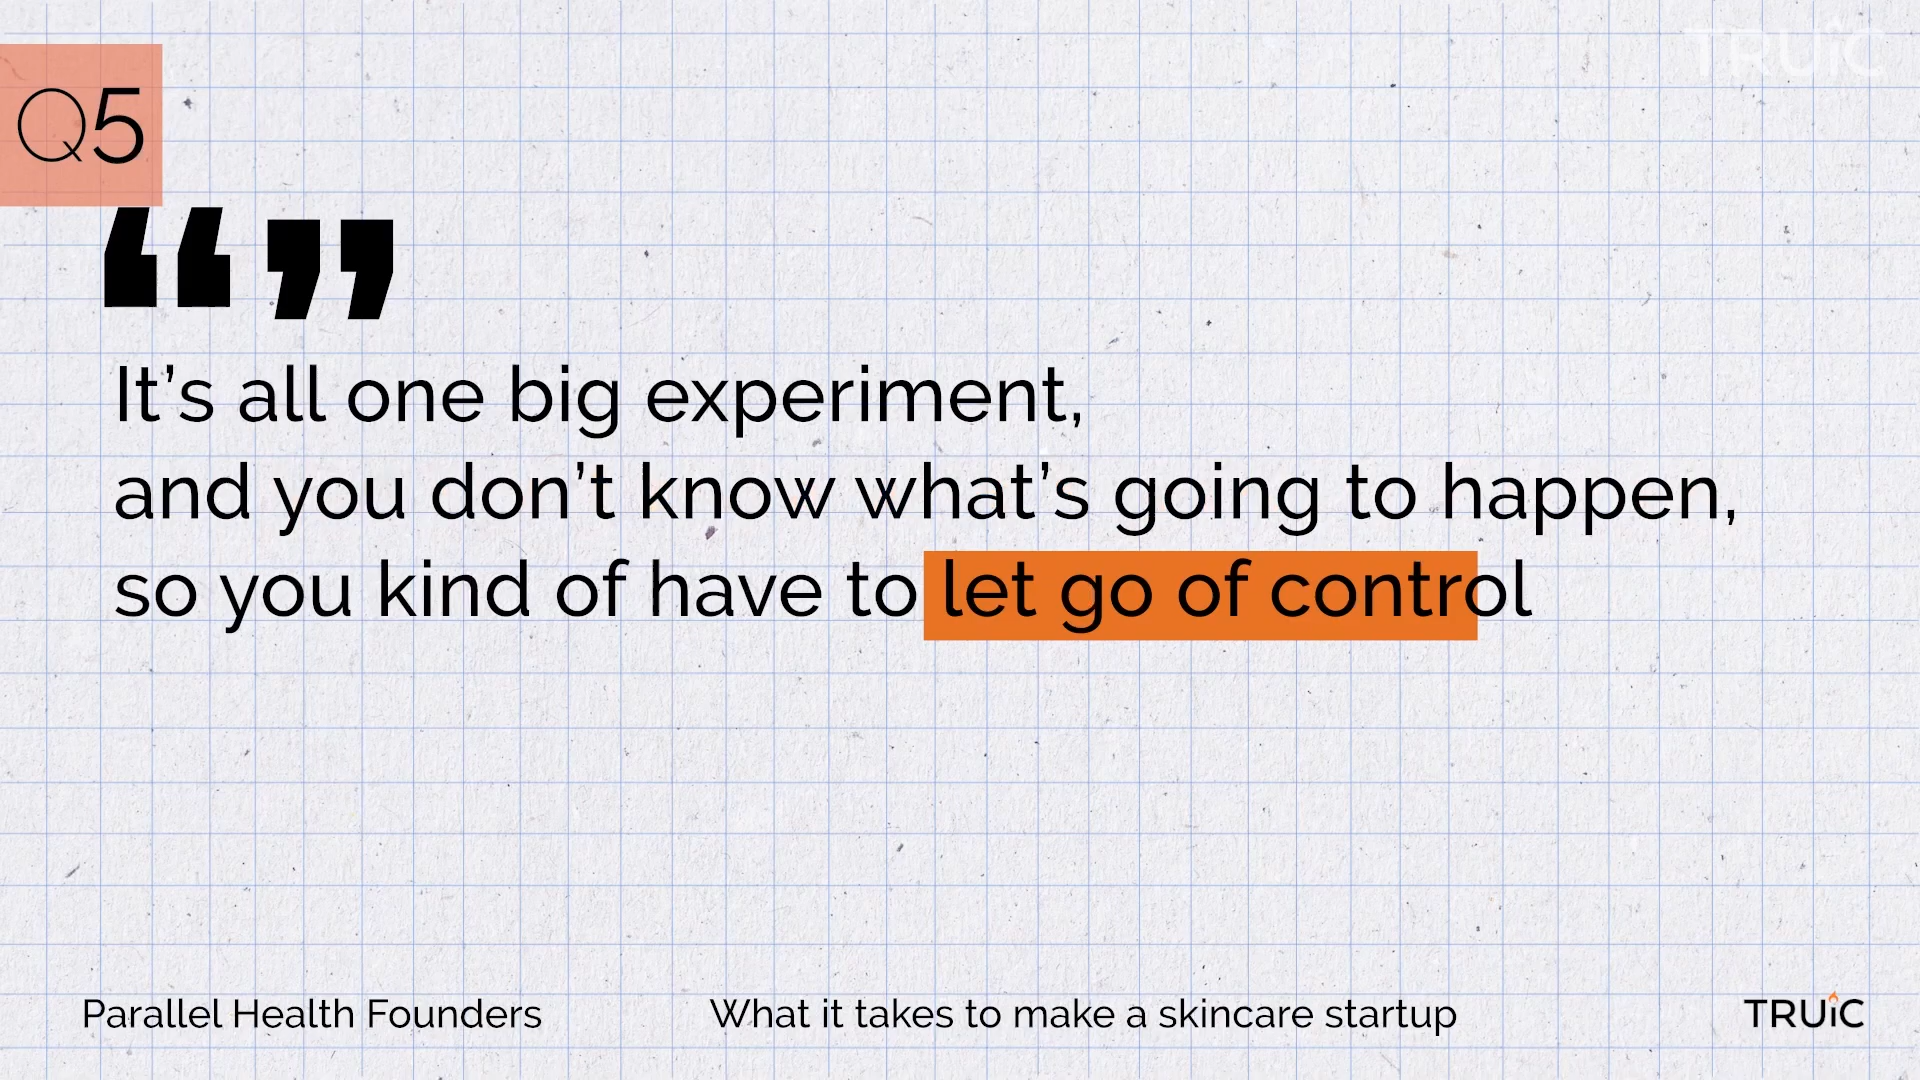 TRUiC
Q5
“”
It’s all one big experiment,
and you don’t know what’s going to happen,
so you kind of have to let go of control
Parallel Health Founders
What it takes to make a skincare startup
TRUiC